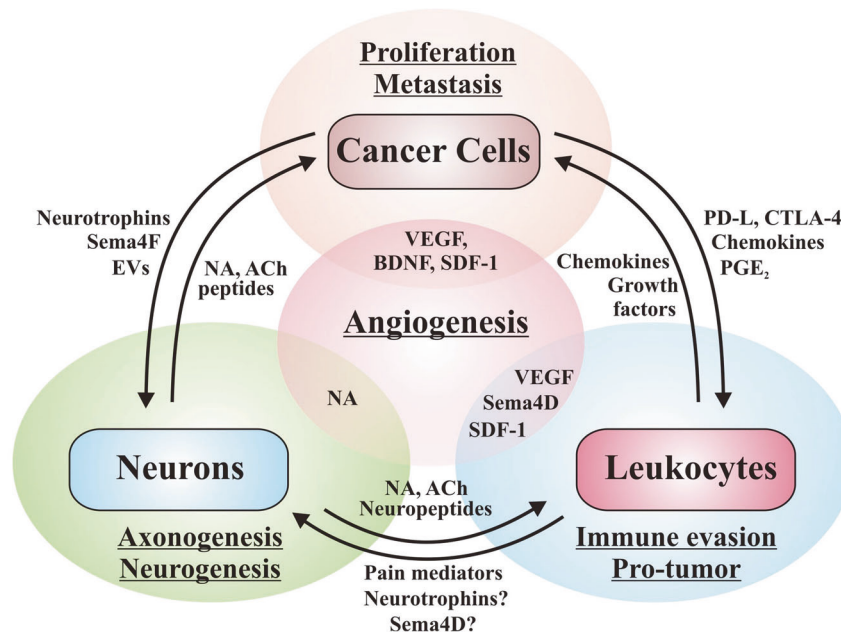 Proliferation
Metastasis
Cancer Cells
Neurotrophins
Sema4F
EVs
NA, ACh
peptides
VEGF,
BDNF, SDF-1
Chemokines
Growth
factors
PD-L, CTLA-4
Chemokines
PGE₂
Angiogenesis
NA
VEGF
Sema4D
SDF-1
Neurons
Leukocytes
NA, ACh
Neuropeptides
Axonogenesis
Neurogenesis
Immune evasion
Pro-tumor
Pain mediators
Neurotrophins?
Sema4D?